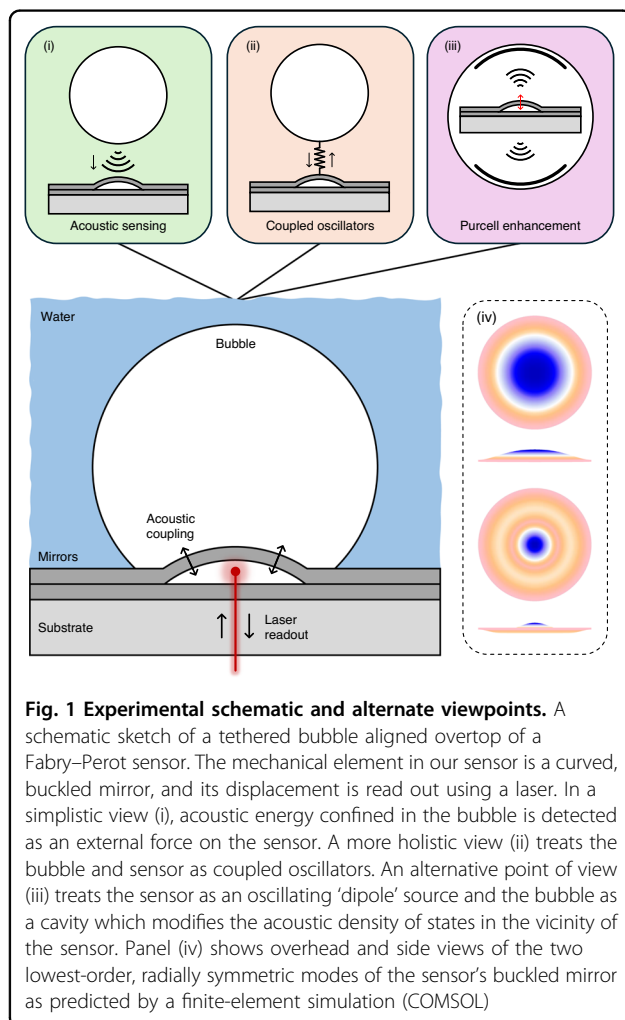 (i)
Acoustic sensing
(ii)
Coupled oscillators
(iii)
Purcell enhancement
Water
Bubble
Acoustic
coupling
Mirrors
Substrate
Laser
readout
(iv)
Fig. 1 Experimental schematic and alternate viewpoints. A
schematic sketch of a tethered bubble aligned overtop of a
Fabry–Perot sensor. The mechanical element in our sensor is a curved,
buckled mirror, and its displacement is read out using a laser. In a
simplistic view (i), acoustic energy confined in the bubble is detected
as an external force on the sensor. A more holistic view (ii) treats the
bubble and sensor as coupled oscillators. An alternative point of view
(iii) treats the sensor as an oscillating ‘dipole’ source and the bubble as
a cavity which modifies the acoustic density of states in the vicinity of
the sensor. Panel (iv) shows overhead and side views of the two
lowest-order, radially symmetric modes of the sensor’s buckled mirror
as predicted by a finite-element simulation (COMSOL)